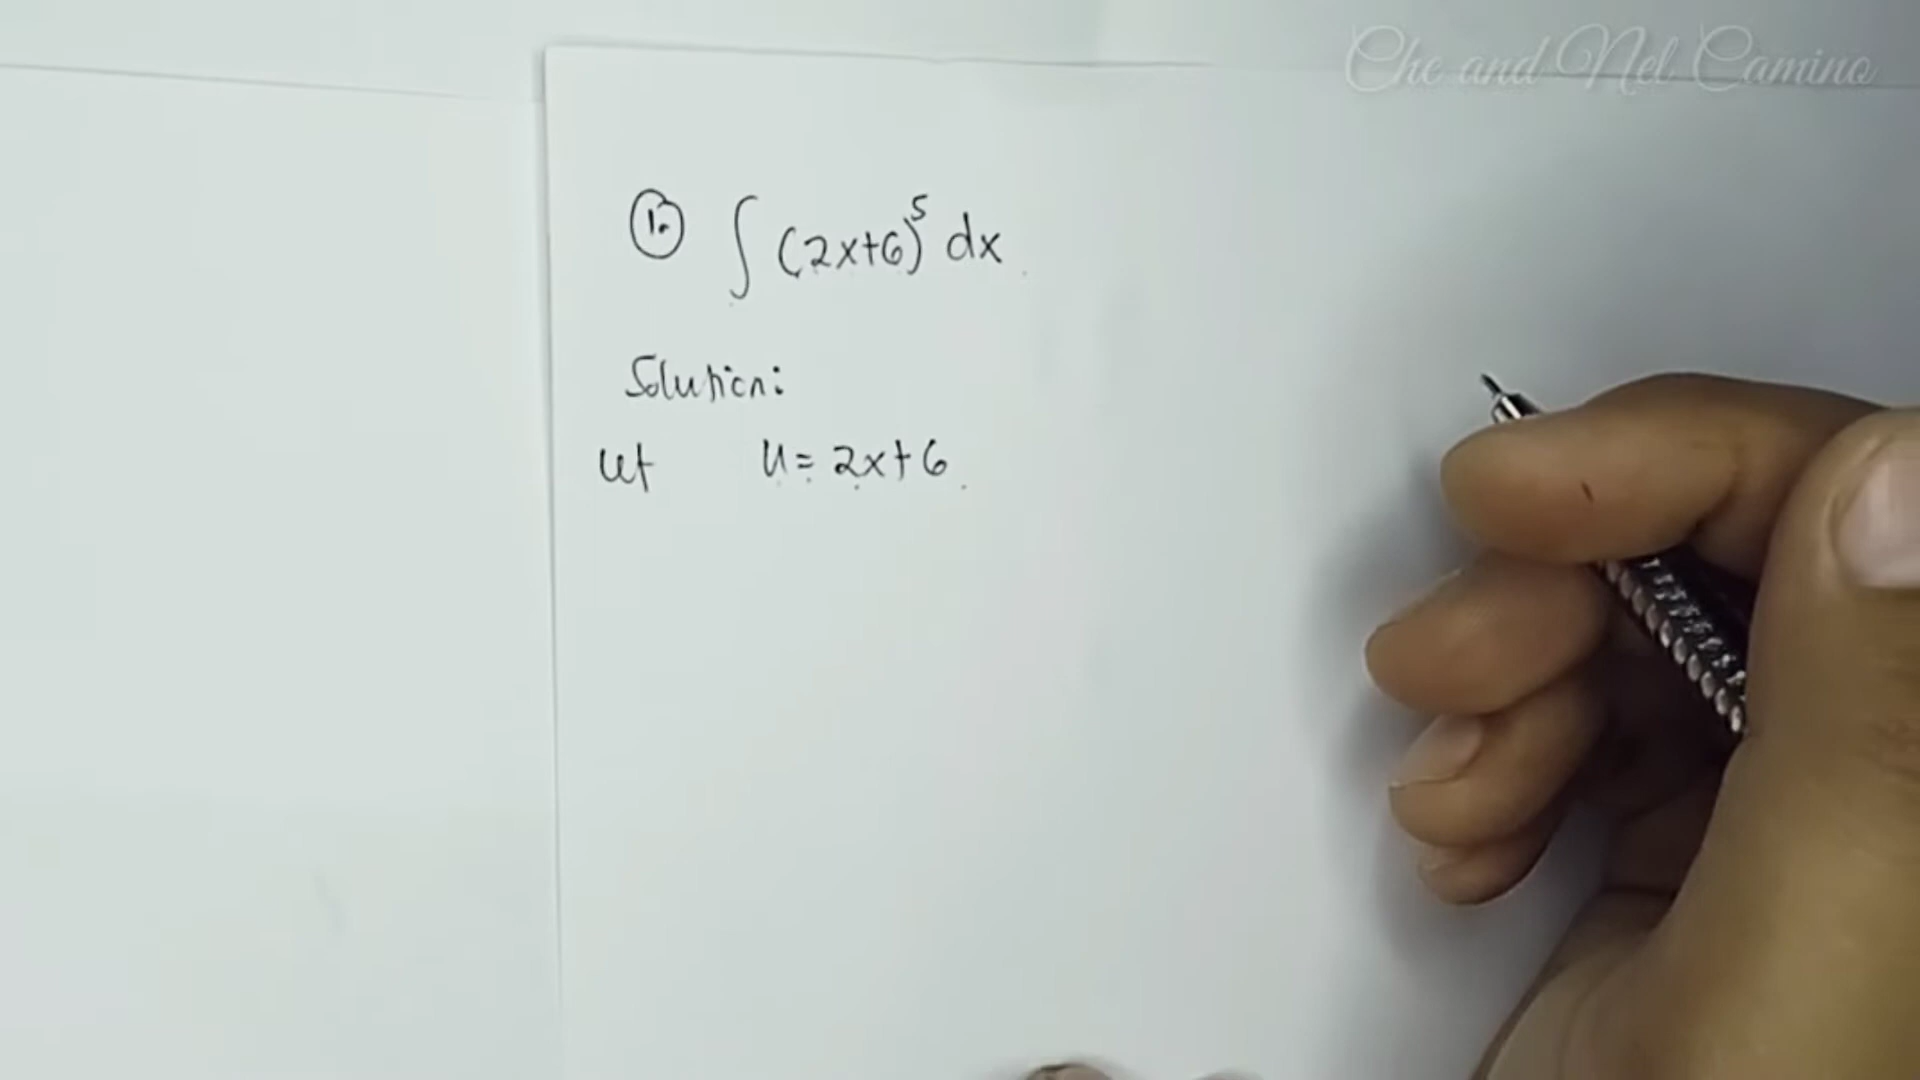 Che and Nel Camino
1. ∫ (2x+6)⁵ dx
Solution:
let u = 2x+6